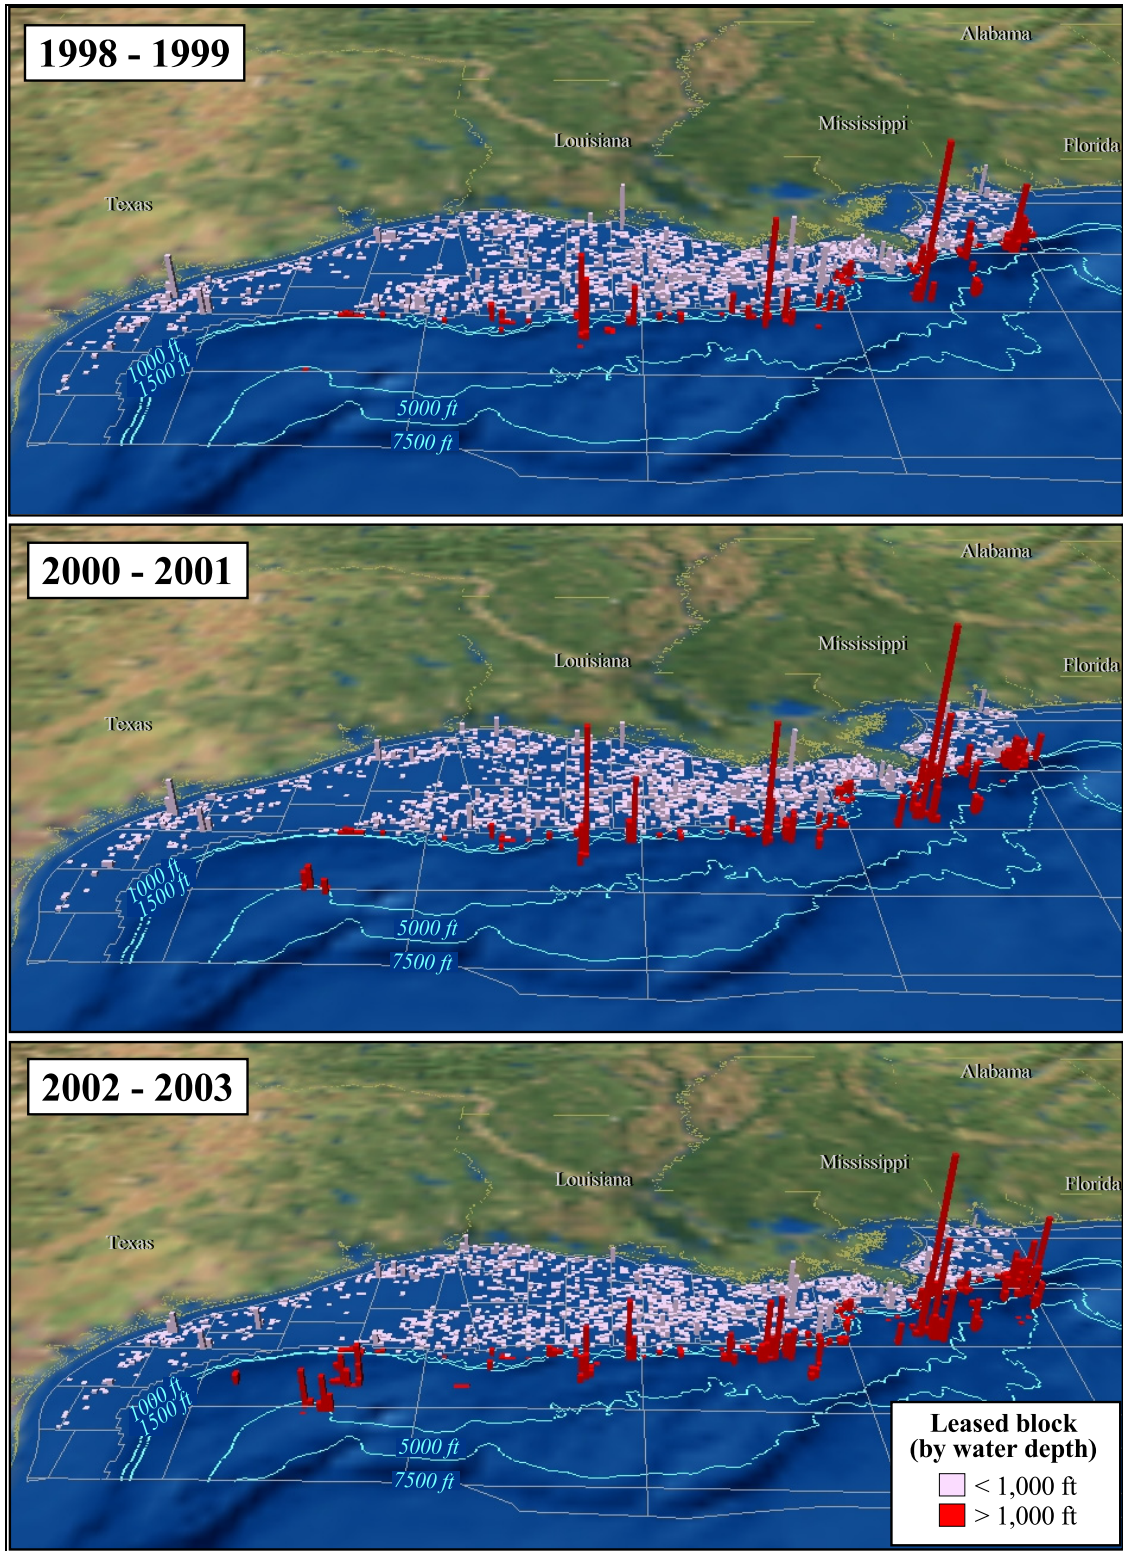 1998 - 1999
Alabama
Mississippi
Louisiana
Florida
Texas
1000 ft
1500 ft
5000 ft
7500 ft
2000 - 2001
Alabama
Mississippi
Louisiana
Florida
Texas
1000 ft
1500 ft
5000 ft
7500 ft
2002 - 2003
Alabama
Mississippi
Louisiana
Florida
Texas
1000 ft
1500 ft
5000 ft
7500 ft
Leased block
(by water depth)
< 1,000 ft
> 1,000 ft